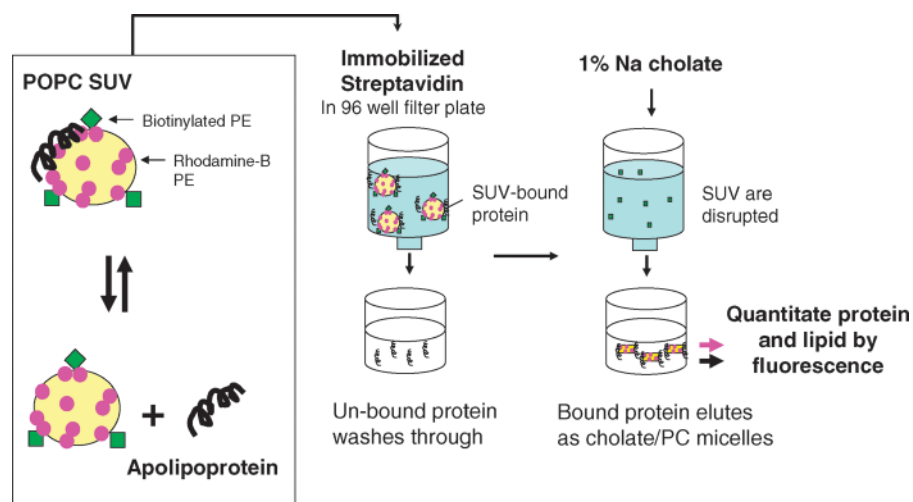 POPC SUV
Biotinylated PE
Rhodamine-B
PE
+
Apolipoprotein
Immobilized
Streptavidin
In 96 well filter plate
SUV-bound
protein
Un-bound protein
washes through
1% Na cholate
SUV are
disrupted
Quantitate protein
and lipid by
fluorescence
Bound protein elutes
as cholate/PC micelles